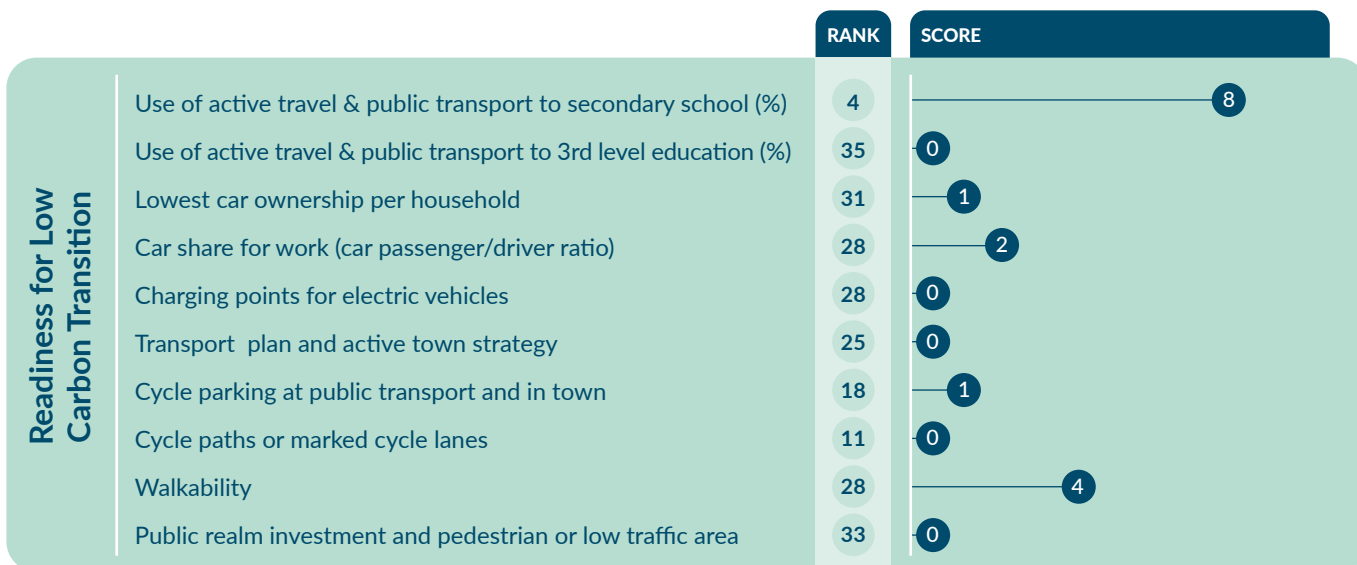 RANK SCORE
Readiness for Low
Carbon Transition
Use of active travel & public transport to secondary school (%) 4 8
Use of active travel & public transport to 3rd level education (%) 35 0
Lowest car ownership per household 31 1
Car share for work (car passenger/driver ratio) 28 2
Charging points for electric vehicles 28 0
Transport plan and active town strategy 25 0
Cycle parking at public transport and in town 18 1
Cycle paths or marked cycle lanes 11 0
Walkability 28 4
Public realm investment and pedestrian or low traffic area 33 0